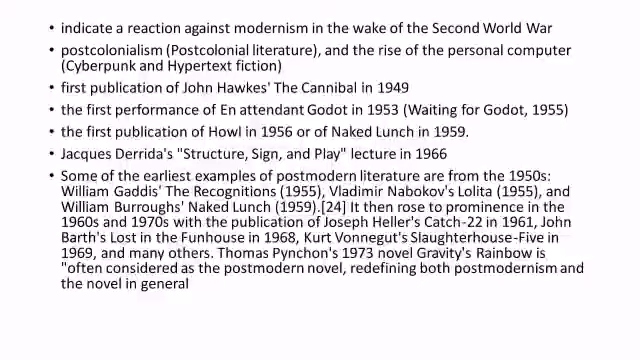 • indicate a reaction against modernism in the wake of the Second World War
• postcolonialism (Postcolonial literature), and the rise of the personal computer
(Cyberpunk and Hypertext fiction)
• first publication of John Hawkes' The Cannibal in 1949
• the first performance of En attendant Godot in 1953 (Waiting for Godot, 1955)
• the first publication of Howl in 1956 or of Naked Lunch in 1959.
• Jacques Derrida's "Structure, Sign, and Play" lecture in 1966
• Some of the earliest examples of postmodern literature are from the 1950s:
William Gaddis' The Recognitions (1955), Vladimir Nabokov's Lolita (1955), and
William Burroughs' Naked Lunch (1959).[24] It then rose to prominence in the
1960s and 1970s with the publication of Joseph Heller's Catch-22 in 1961, John
Barth's Lost in the Funhouse in 1968, Kurt Vonnegut's Slaughterhouse-Five in
1969, and many others. Thomas Pynchon's 1973 novel Gravity's Rainbow is
"often considered as the postmodern novel, redefining both postmodernism and
the novel in general